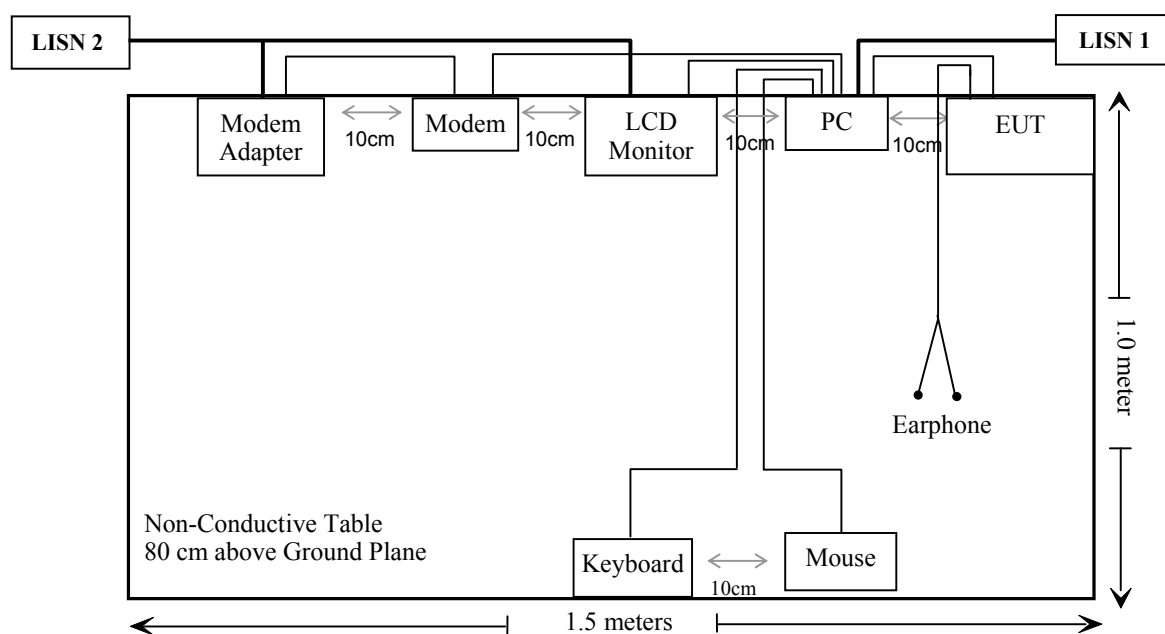 LISN 2
LISN 1
Modem
Adapter
10cm
Modem
10cm
LCD
Monitor
10cm
PC
10cm
EUT
1.0 meter
Earphone
Non-Conductive Table
80 cm above Ground Plane
Keyboard
10cm
Mouse
1.5 meters